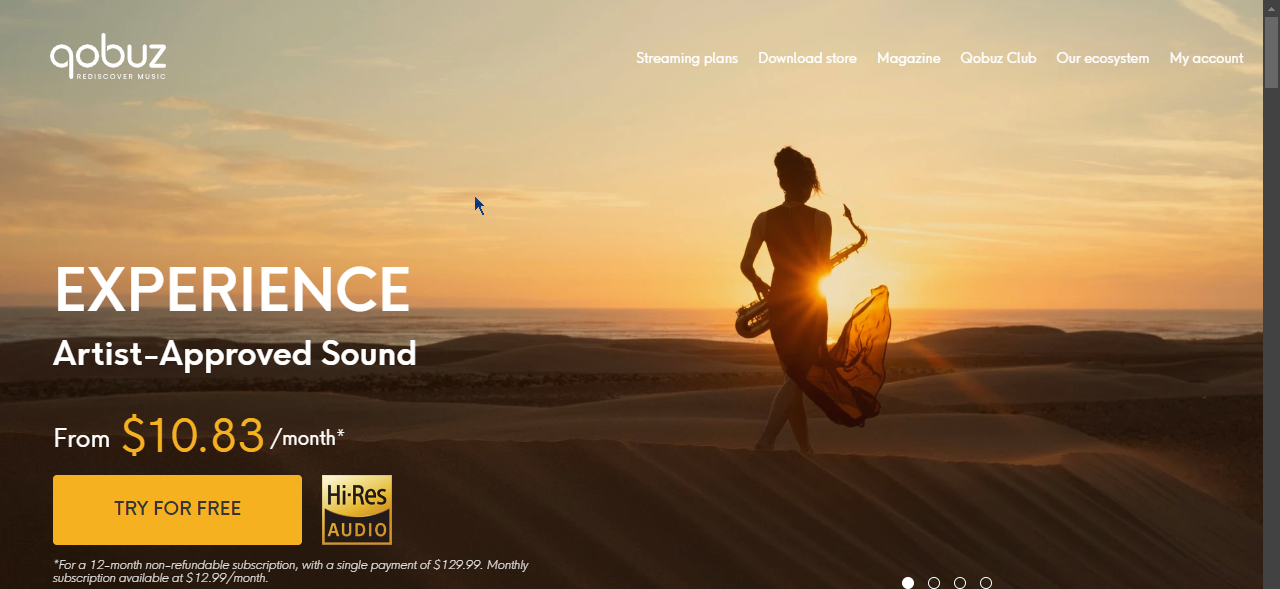 qobuz
REDISCOVER MUSIC
Streaming plans Download store Magazine Qobuz Club Our ecosystem My account
EXPERIENCE
Artist-Approved Sound
From $10.83 /month*
TRY FOR FREE
Hi-Res
AUDIO
*For a 12-month non-refundable subscription, with a single payment of $129.99. Monthly
subscription available at $12.99/month.